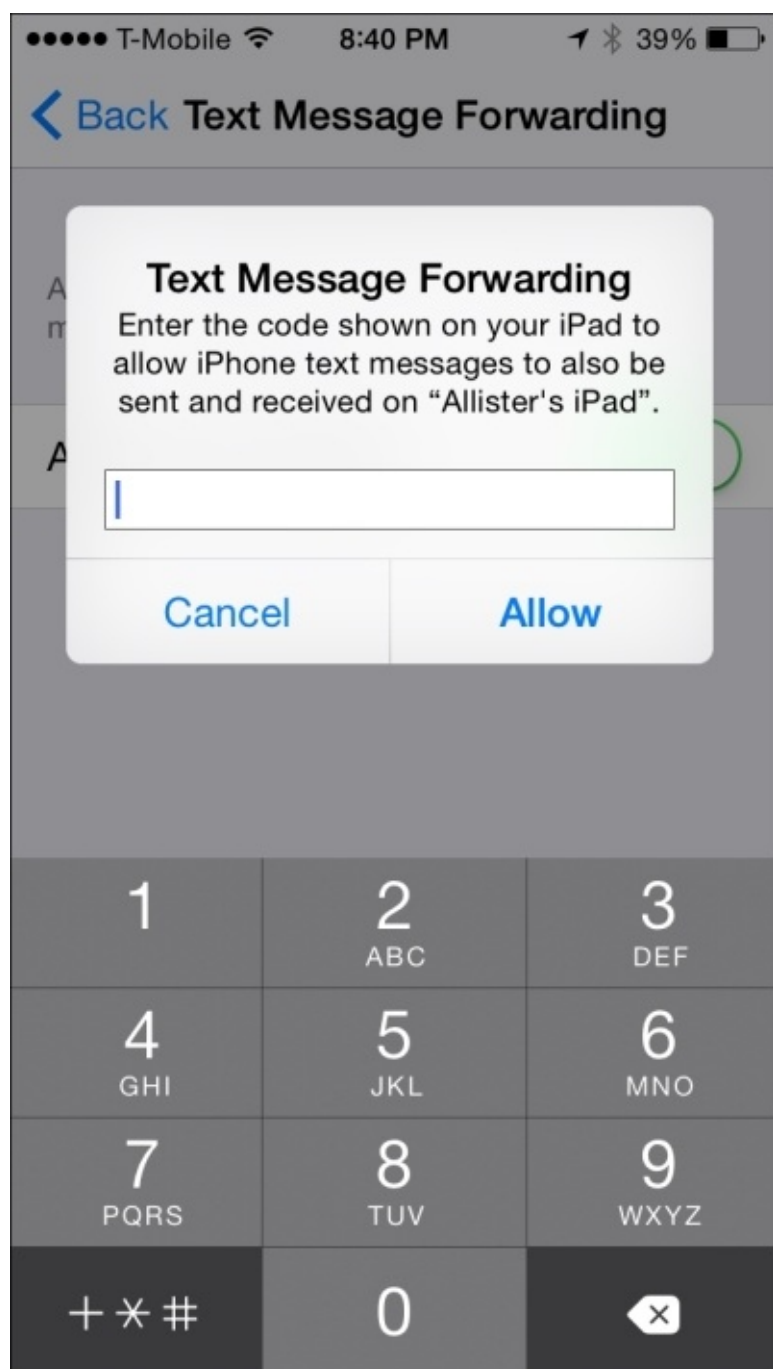 T-Mobile 8:40 PM 39%
Back Text Message Forwarding
Text Message Forwarding
Enter the code shown on your iPad to
allow iPhone text messages to also be
sent and received on “Allister's iPad”.
Cancel Allow
1 2 3
ABC DEF
4 5 6
GHI JKL MNO
7 8 9
PQRS TUV WXYZ
+*# 0